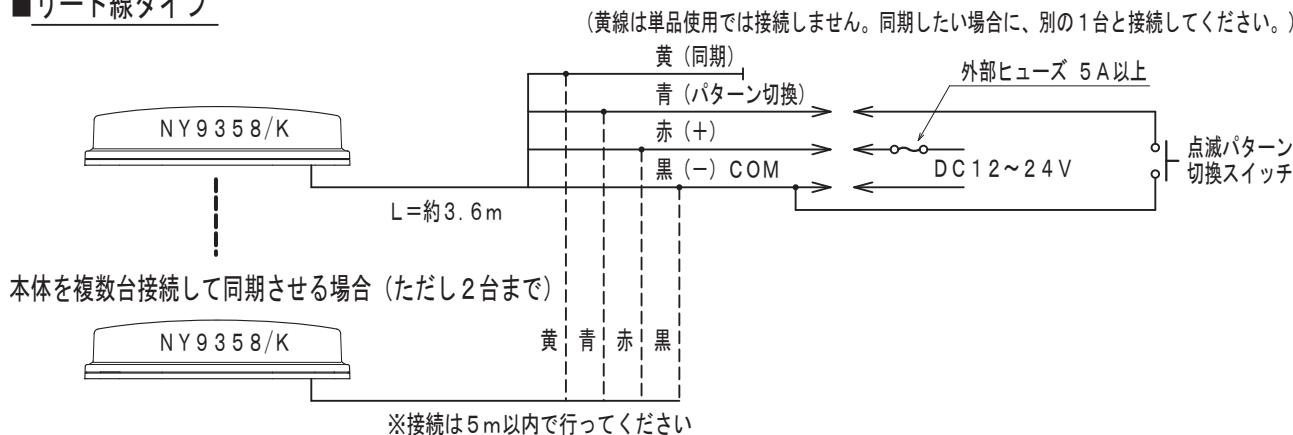 ■リード線タイプ
(黄線は単品使用では接続しません。同期したい場合に、別の1台と接続してください。)
黄(同期)
外部ヒューズ 5A以上
青(パターン切換)
NY9358/K
赤(+)
点滅パターン
切換スイッチ
黒(-)COM
DC12~24V
L=約3.6m
本体を複数台接続して同期させる場合(ただし2台まで)
NY9358/K
黄 青 赤 黒
※接続は5m以内で行ってください